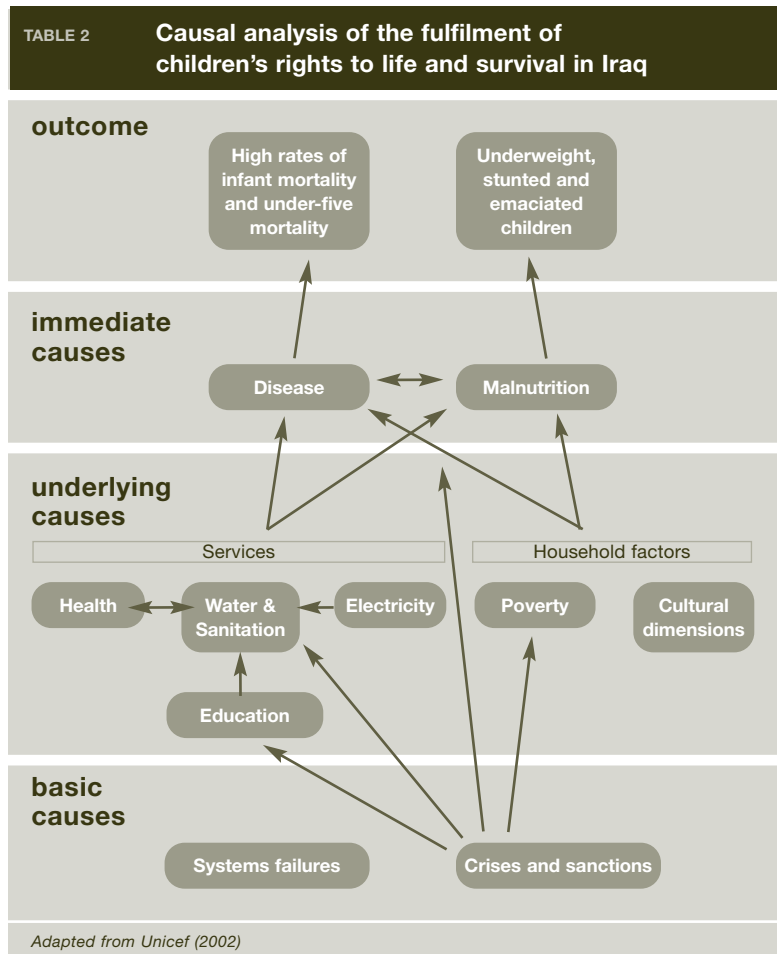 TABLE 2
Causal analysis of the fulfilment of
children's rights to life and survival in Iraq
outcome
High rates of
infant mortality
and under-five
mortality
Underweight,
stunted and
emaciated
children
immediate
causes
Disease
Malnutrition
underlying
causes
Services
Household factors
Health
Water &
Sanitation
Electricity
Poverty
Cultural
dimensions
Education
basic
causes
Systems failures
Crises and sanctions
Adapted from Unicef (2002)